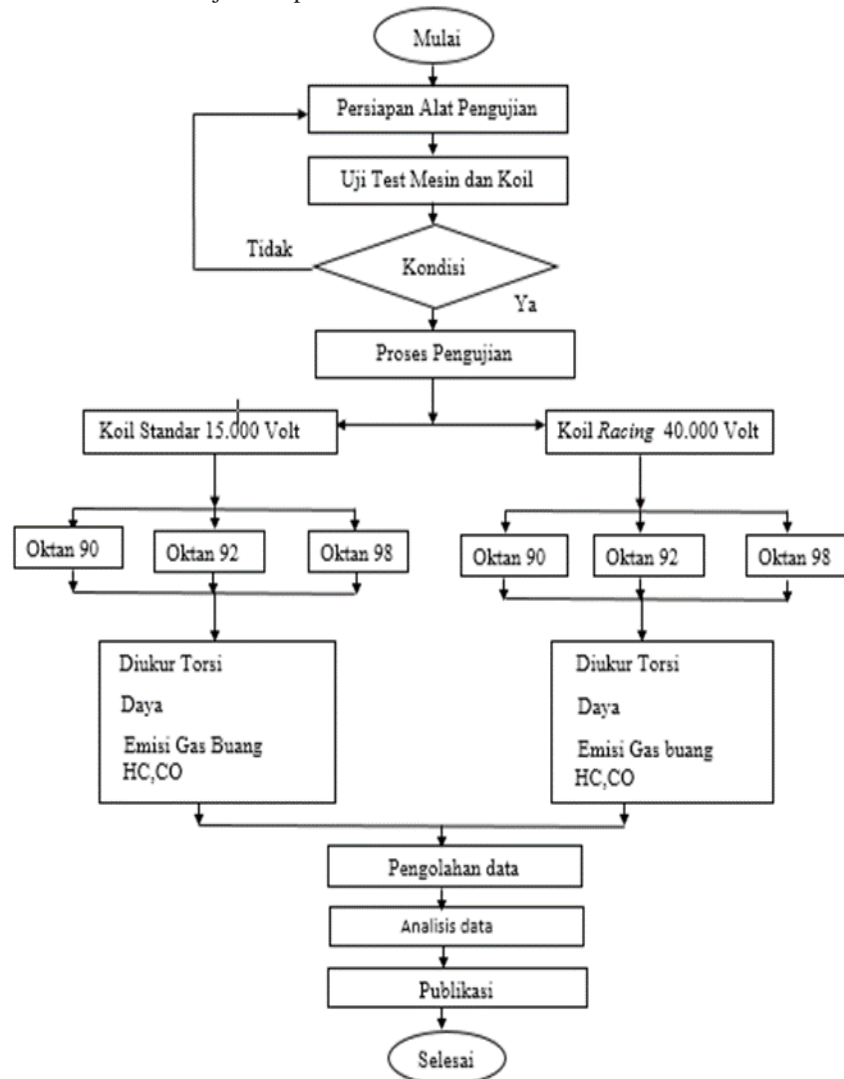 Mulai
Persiapan Alat Pengujian
Uji Test Mesin dan Koil
Tidak
Kondisi
Ya
Proses Pengujian
Koil Standar 15.000 Volt
Koil Racing 40.000 Volt
Oktan 90
Oktan 92
Oktan 98
Oktan 90
Oktan 92
Oktan 98
Diukur Torsi
Daya
Emisi Gas Buang
HC,CO
Diukur Torsi
Daya
Emisi Gas buang
HC,CO
Pengolahan data
Analisis data
Publikasi
Selesai